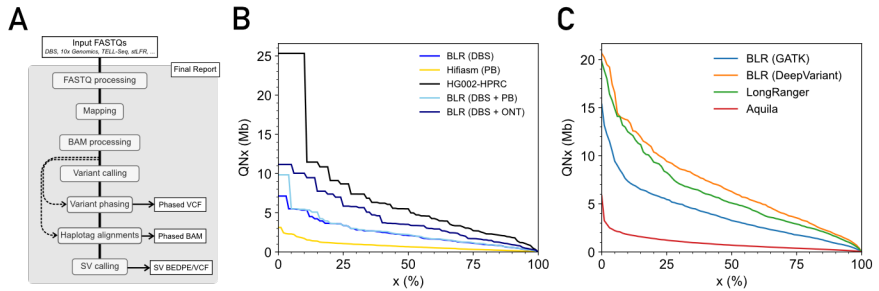 A
Input FASTQs
DBS, 10x Genomics, TELL-Seq, stLFR, ...
Final Report
FASTQ processing
Mapping
BAM processing
Variant calling
Variant phasing
Phased VCF
Haplotag alignments
Phased BAM
SV calling
SV BEDPE/VCF
B
QNx (Mb)
25
20
15
10
5
0
0
25
50
75
100
x (%)
BLR (DBS)
Hifiasm (PB)
HG002-HPRC
BLR (DBS + PB)
BLR (DBS + ONT)
C
QNx (Mb)
25
20
15
10
5
0
0
25
50
75
100
x (%)
BLR (GATK)
BLR (DeepVariant)
LongRanger
Aquila